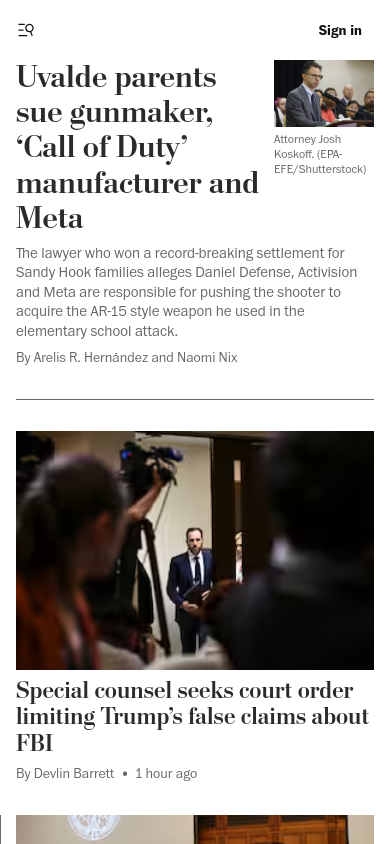 Sign in
Uvalde parents
sue gunmaker,
‘Call of Duty’
manufacturer and
Meta
Attorney Josh
Koskoff. (EPA-
EFE/Shutterstock)
The lawyer who won a record-breaking settlement for
Sandy Hook families alleges Daniel Defense, Activision
and Meta are responsible for pushing the shooter to
acquire the AR-15 style weapon he used in the
elementary school attack.
By Arelis R. Hernández and Naomi Nix
Special counsel seeks court order
limiting Trump’s false claims about
FBI
By Devlin Barrett • 1 hour ago